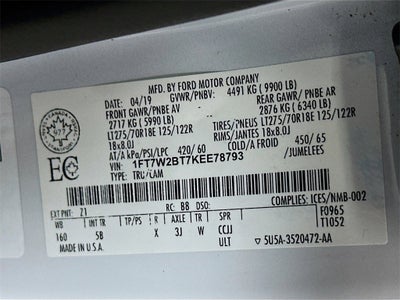 MFD. BY FORD MOTOR COMPANY
DATE: 04/19 GVWR/PNBV: 4491 KG (9900 LB)
FRONT GAWR/ PNBE AV REAR GAWR/ PNBE AR
2717 KG (5990 LB) 2876 KG (6340 LB)
LT275/70R18E 125/122R TIRES/PNEUS LT275/70R18E 125/122R
18x8.0J RIMS/JANTES 18x8.0J
AT/A kPa/PSI/LPC 420/60 COLD/A FROID 450/65
VIN: 1FT7W2BT7KEE78793 /JUMELEES
TYPE: TRU/CAM
EC
COMPLIES: ICES/NMB-002
EXT PNT: Z1 RC: B8 DSO: F0965
WB INT TR TP/PS R AXLE TR SPR T1052
160 5B X 3J W CCJJ
MADE IN U.S.A. ULT 5U5A-3520472-AA